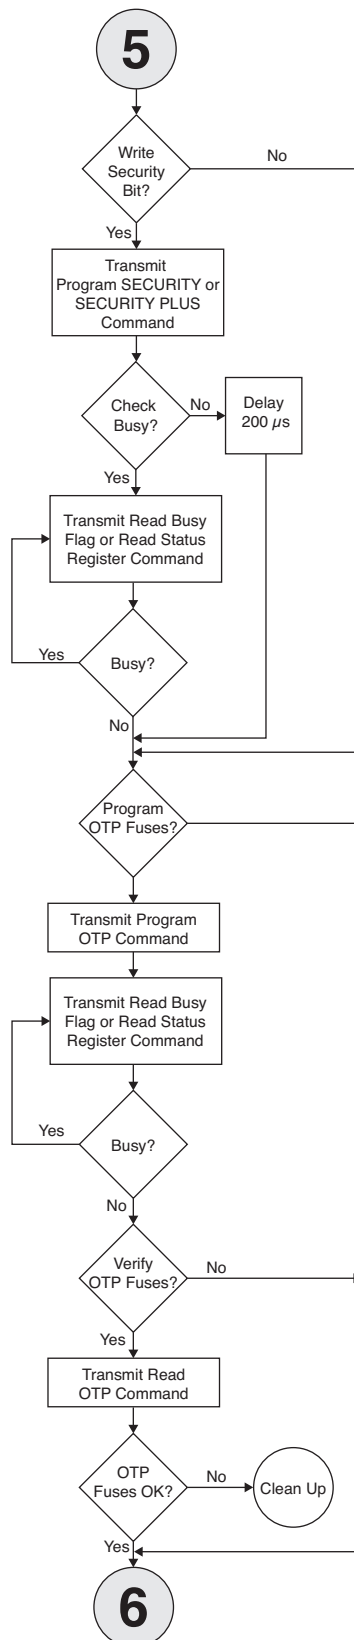 5
Write
Security
Bit?
No
Yes
Transmit
Program SECURITY or
SECURITY PLUS
Command
Check
Busy?
No
Delay
200 µs
Yes
Transmit Read Busy
Flag or Read Status
Register Command
Yes
Busy?
No
Program
OTP Fuses?
Transmit Program
OTP Command
Transmit Read Busy
Flag or Read Status
Register Command
Yes
Busy?
No
Verify
OTP Fuses?
No
Yes
Transmit Read
OTP Command
OTP
Fuses OK?
No
Clean Up
Yes
6